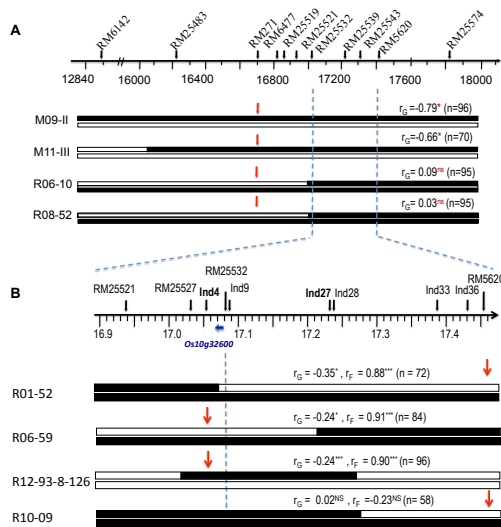 A
RM6142 RM25483 RM271 RM6477 RM25519 RM25521 RM25532 RM25539 RM25543 RM5620 RM25574
12840 16000 16400 16800 17200 17600 18000
rG=-0.79* (n=96)
M09-II
rG=-0.66* (n=70)
M11-III
rG= 0.09ns (n=95)
R06-10
rG= 0.03ns (n=95)
R08-52
RM25532 RM5620
B RM25521 RM25527 Ind4 Ind9 Ind27 Ind28 Ind33 Ind36
16.9 17.0 17.1 17.2 17.3 17.4
Os10g32600
rG = -0.35* , rF = 0.88*** (n = 72)
R01-52
rG = -0.24* , rF = 0.91*** (n= 84)
R06-59
rG = -0.24*** , rF = 0.90*** (n= 96)
R12-93-8-126
rG = 0.02NS , rF = -0.23NS (n= 58)
R10-09